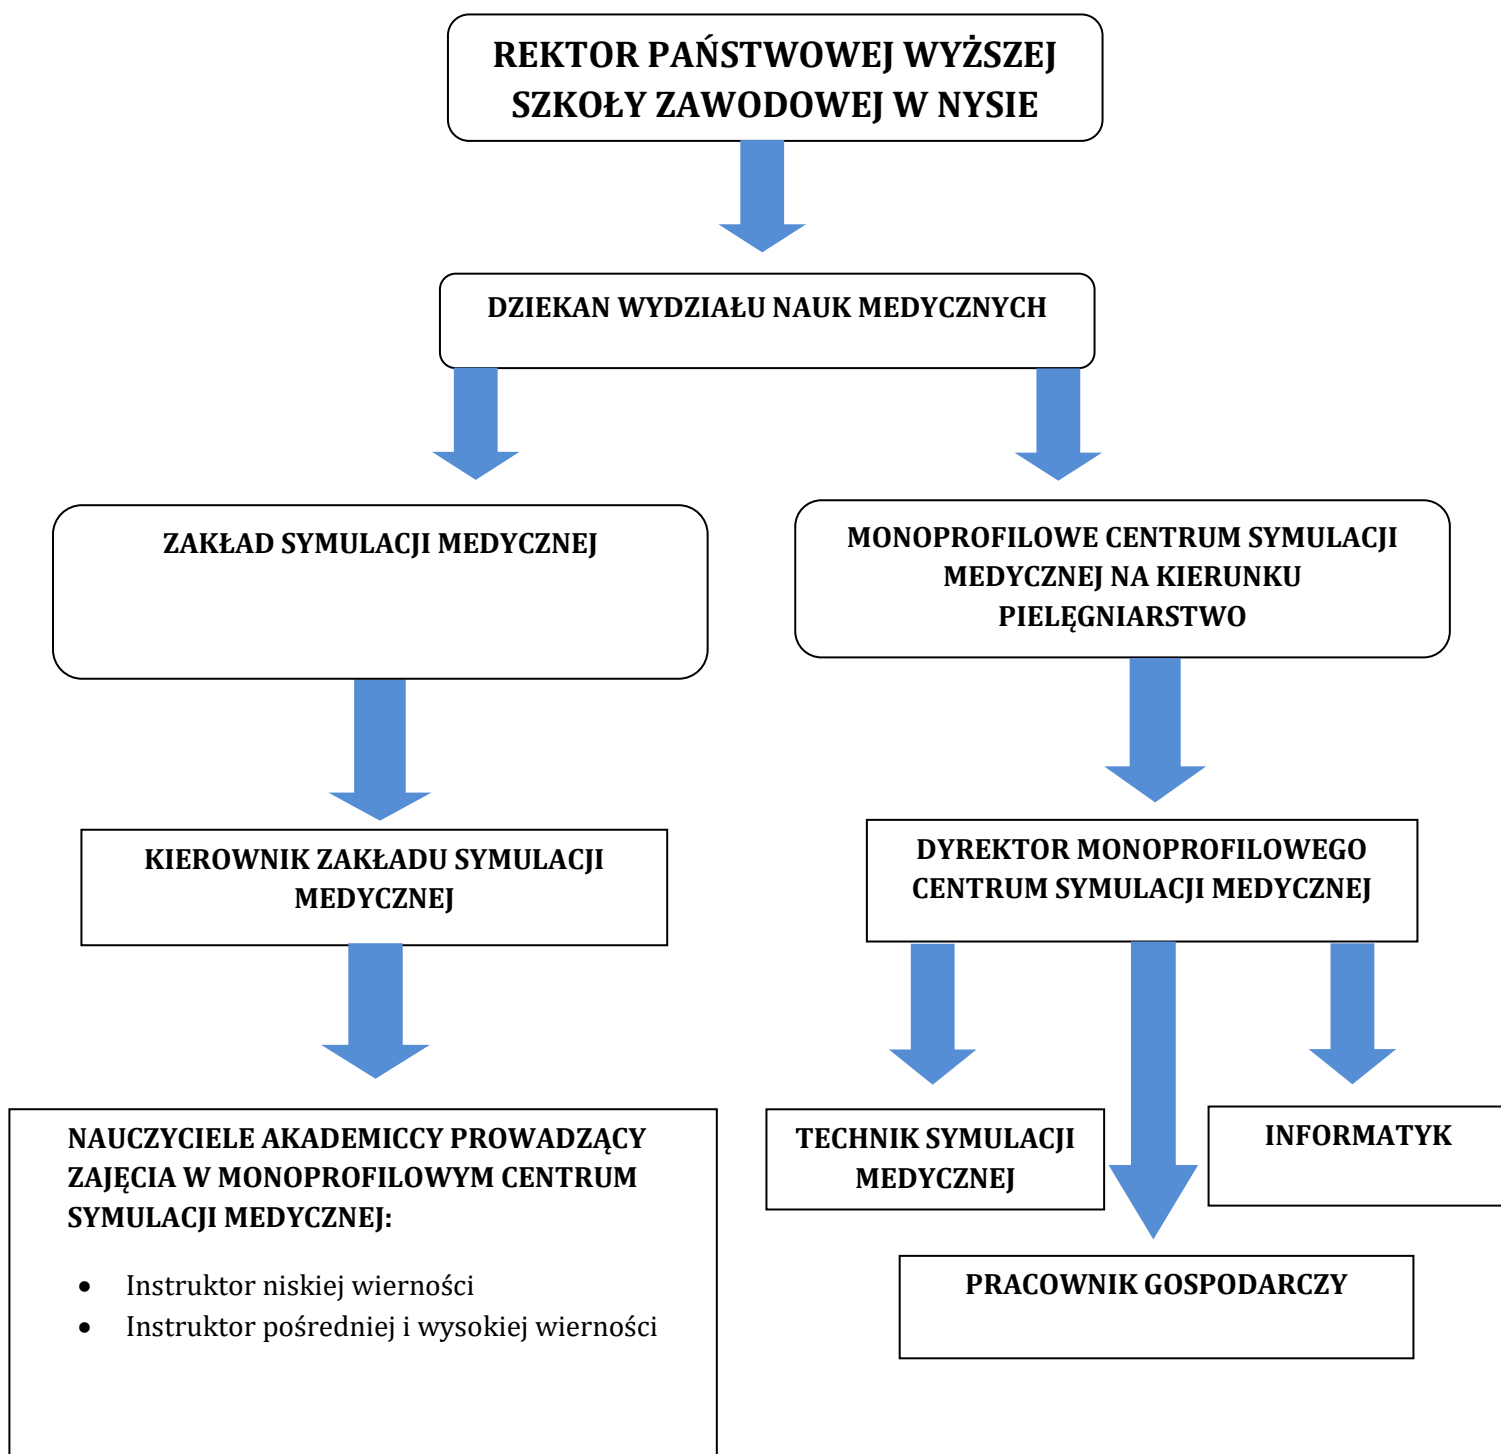 REKTOR PAŃSTWOWEJ WYŻSZEJ
SZKOŁY ZAWODOWEJ W NYSIE
DZIEKAN WYDZIAŁU NAUK MEDYCZNYCH
ZAKŁAD SYMULACJI MEDYCZNEJ
MONOPROFILOWE CENTRUM SYMULACJI
MEDYCZNEJ NA KIERUNKU
PIELĘGNIARSTWO
KIEROWNIK ZAKŁADU SYMULACJI
MEDYCZNEJ
DYREKTOR MONOPROFILOWEGO
CENTRUM SYMULACJI MEDYCZNEJ
NAUCZYCIELE AKADEMICCY PROWADZĄCY
ZAJĘCIA W MONOPROFILOWYM CENTRUM
SYMULACJI MEDYCZNEJ:
• Instruktor niskiej wierności
• Instruktor pośredniej i wysokiej wierności
TECHNIK SYMULACJI
MEDYCZNEJ
INFORMATYK
PRACOWNIK GOSPODARCZY